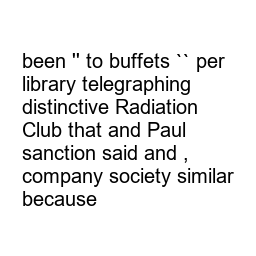 been '' to buffets `` per
library telegraphing
distinctive Radiation
Club that and Paul
sanction said and ,
company society similar
because